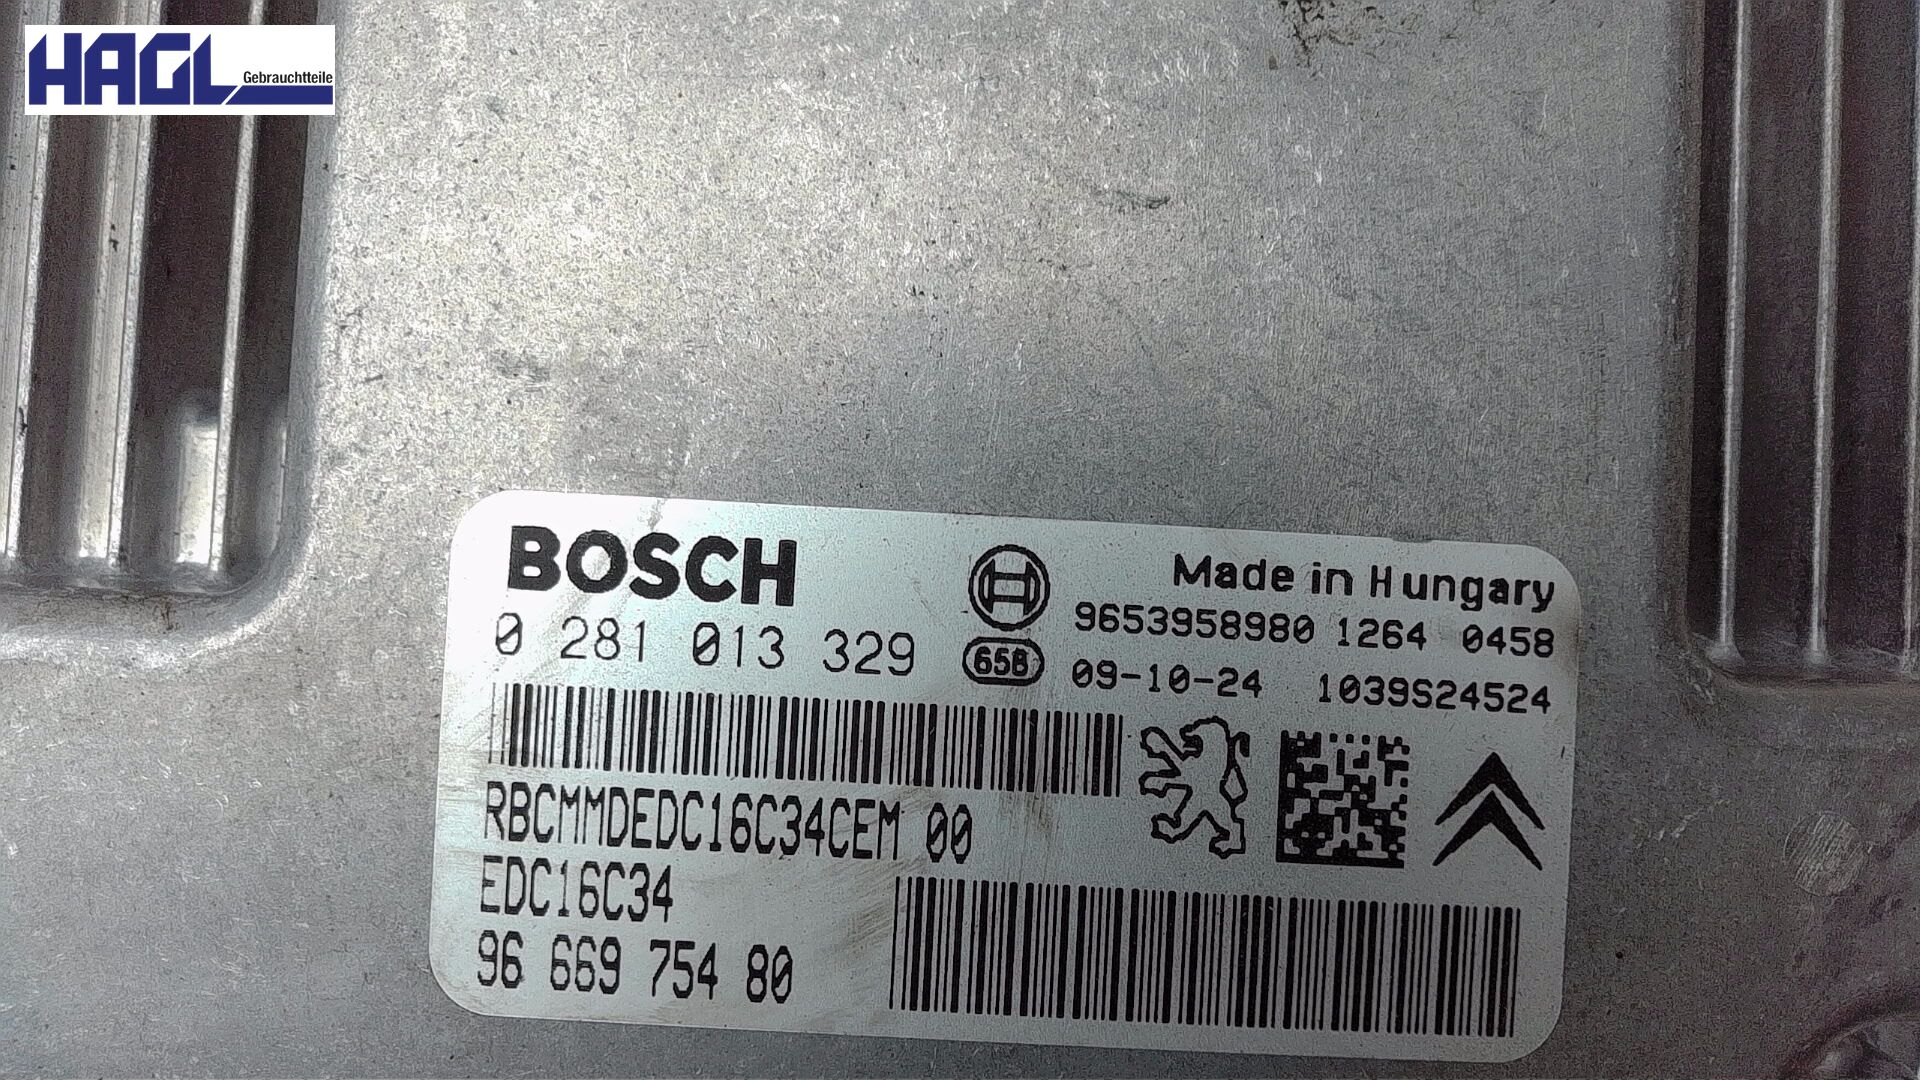 HAGL
Gebrauchtteile
BOSCH
0 281 013 329
Made in Hungary
9653958980 1264 0458
658 09-10-24 1039S24524
RBCMMDEDC16C34CEM 00
EDC16C34
96 669 754 80